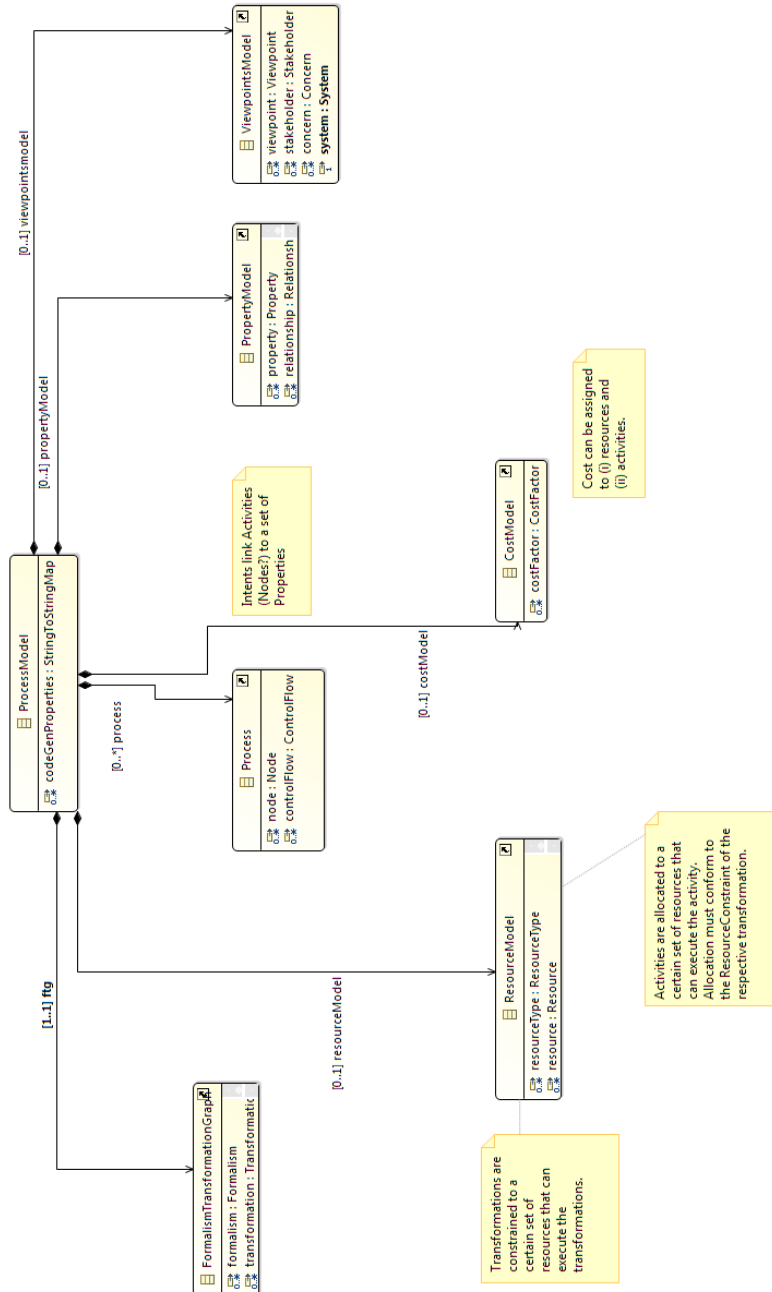 ProcessModel
0..* codeGenProperties : StringToStringMap
[1..1] ftg
[0..1] resourceModel
[0..*] process
[0..1] costModel
[0..1] propertyModel
[0..1] viewpointsmodel
FormalismTransformationGraph
0..* formalism : Formalism
0..* transformation : Transformatic
Process
0..* node : Node
0..* controlFlow : ControlFlow
Intents link Activities
(Nodes?) to a set of
Properties
PropertyModel
0..* property : Property
0..* relationship : Relationsh
ViewpointsModel
0..* viewpoint : Viewpoint
0..* stakeholder : Stakeholder
0..* concern : Concern
1 system : System
Transformations are
constrained to a
certain set of
resources that can
execute the
transformations.
ResourceModel
0..* resourceType : ResourceType
0..* resource : Resource
CostModel
0..* costFactor : CostFactor
Cost can be assigned
to (i) resources and
(ii) activities.
Activities are allocated to a
certain set of resources that
can execute the activity.
Allocation must conform to
the ResourceConstraint of the
respective transformation.